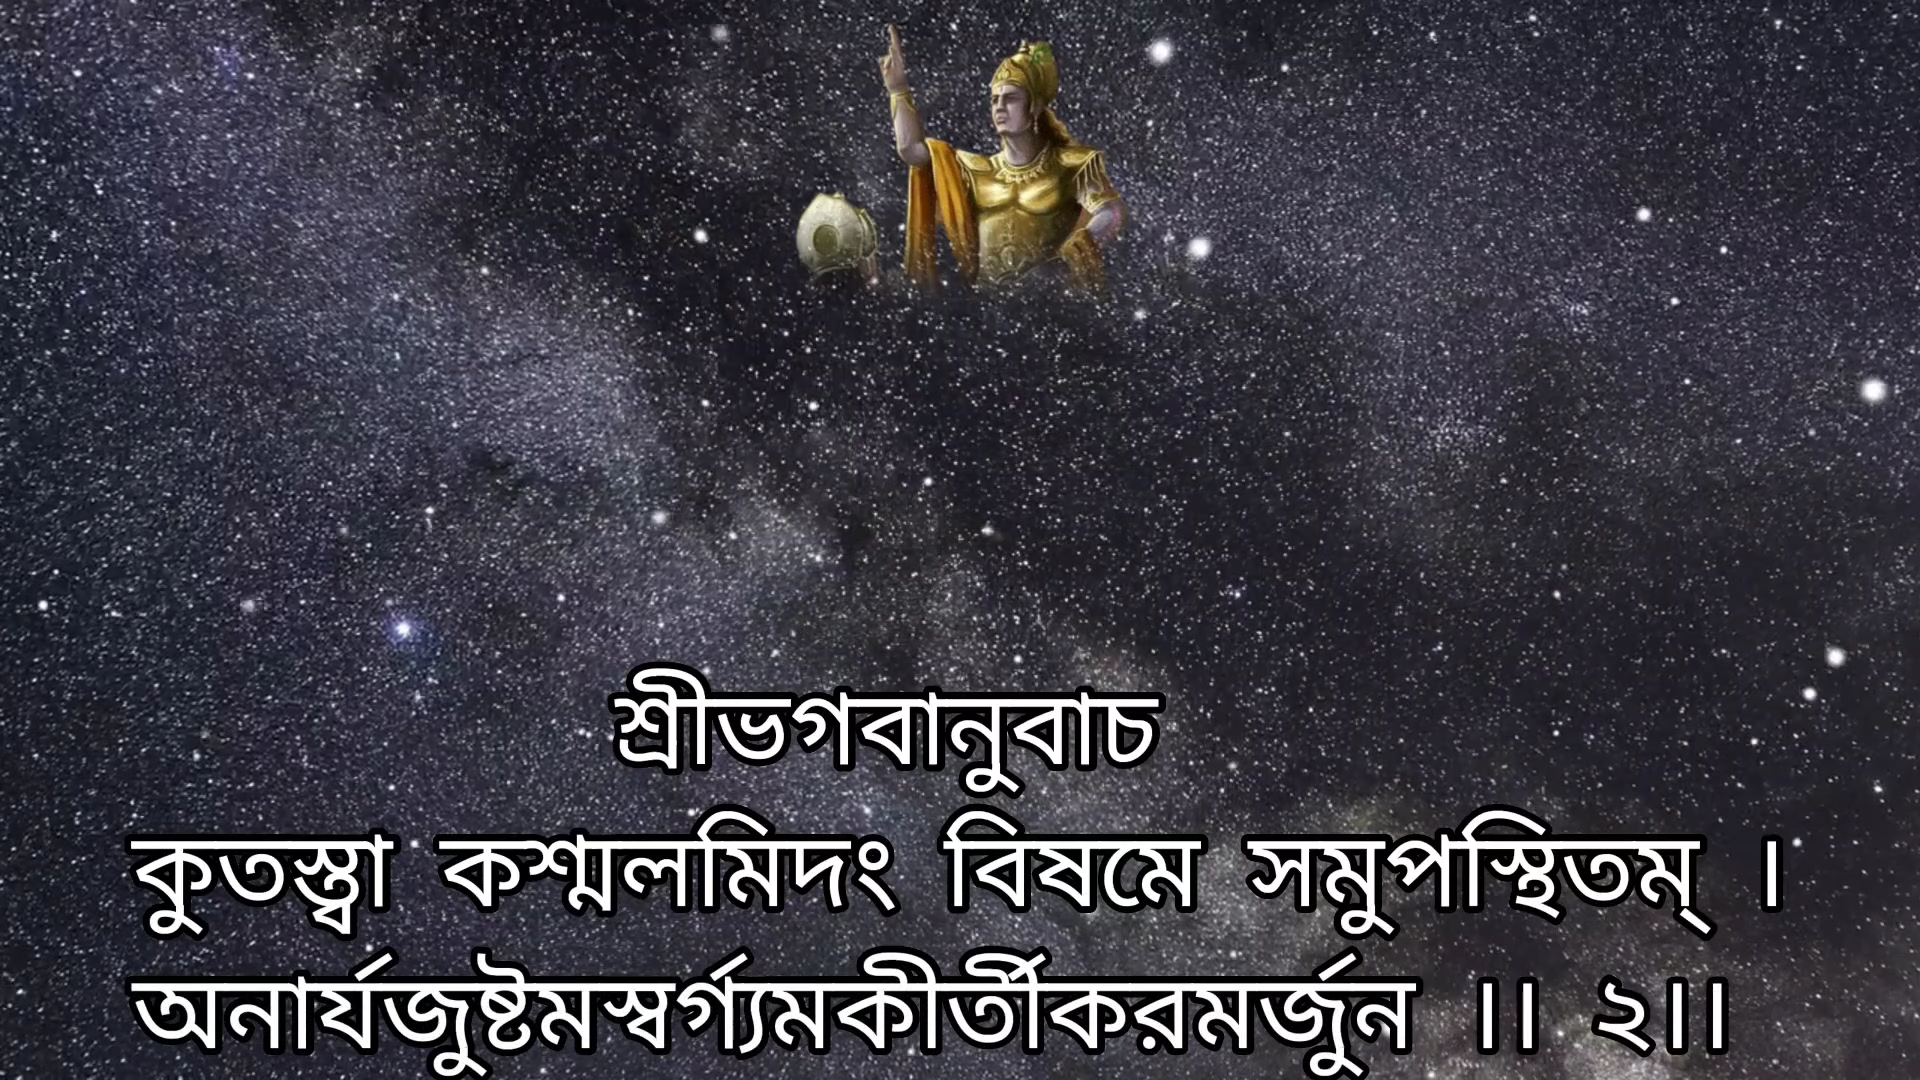 শ্রীভগবানুবাচ
কুতস্ত্বা কশ্মলমিদং বিষমে সমুপস্থিতম্ ।
অনার্যজুষ্টমস্বর্গ্যমকীর্তীকরমর্জুন ।। ২।।